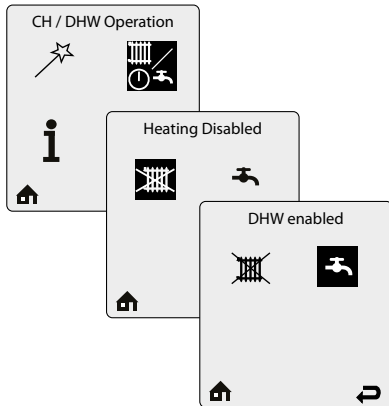 CH / DHW Operation
Heating Disabled
DHW enabled